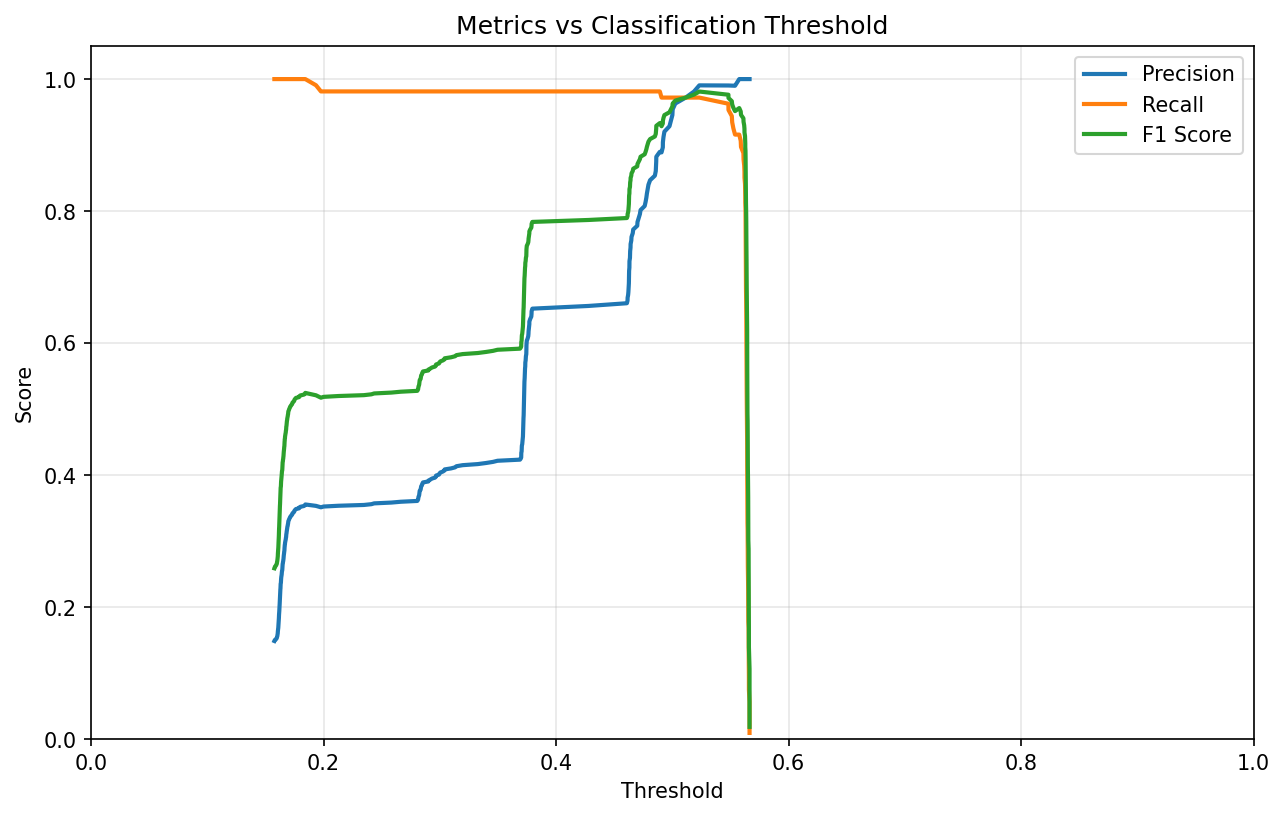 Metrics vs Classification Threshold
Precision
Recall
F1 Score
Score
1.0
0.8
0.6
0.4
0.2
0.0
0.0 0.2 0.4 0.6 0.8 1.0
Threshold